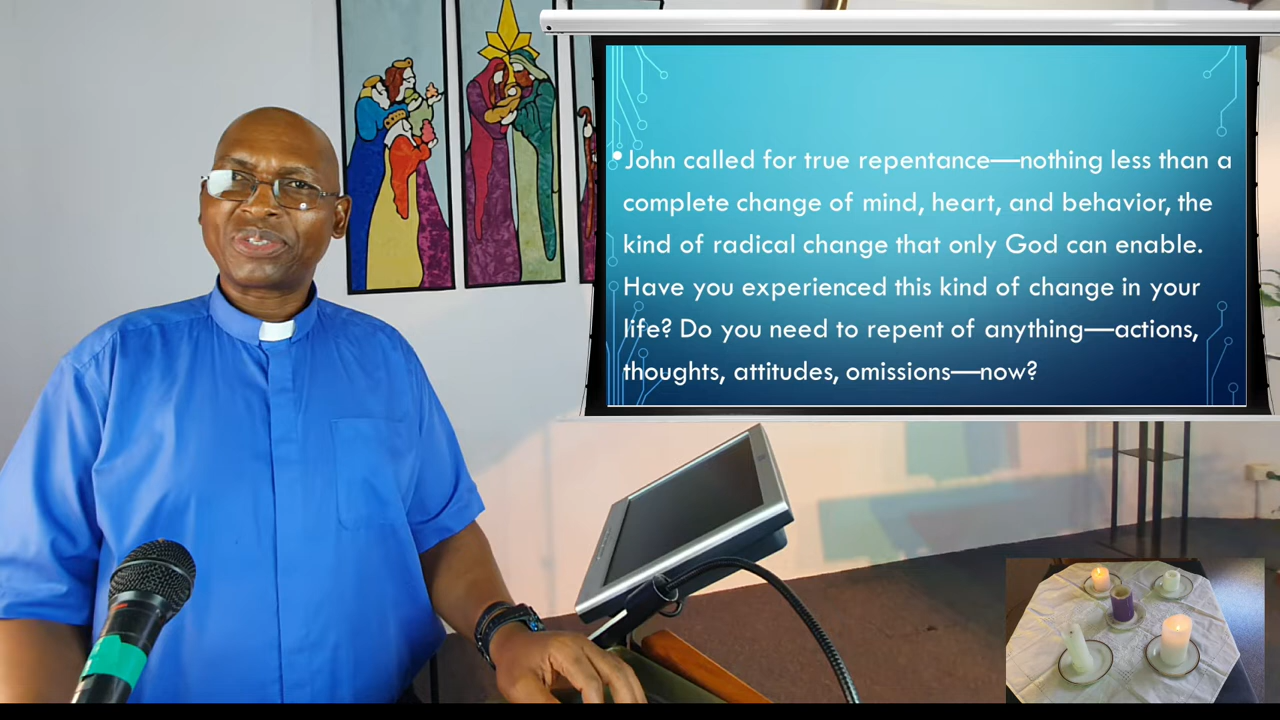 •John called for true repentance—nothing less than a
complete change of mind, heart, and behavior, the
kind of radical change that only God can enable.
Have you experienced this kind of change in your
life? Do you need to repent of anything—actions,
thoughts, attitudes, omissions—now?